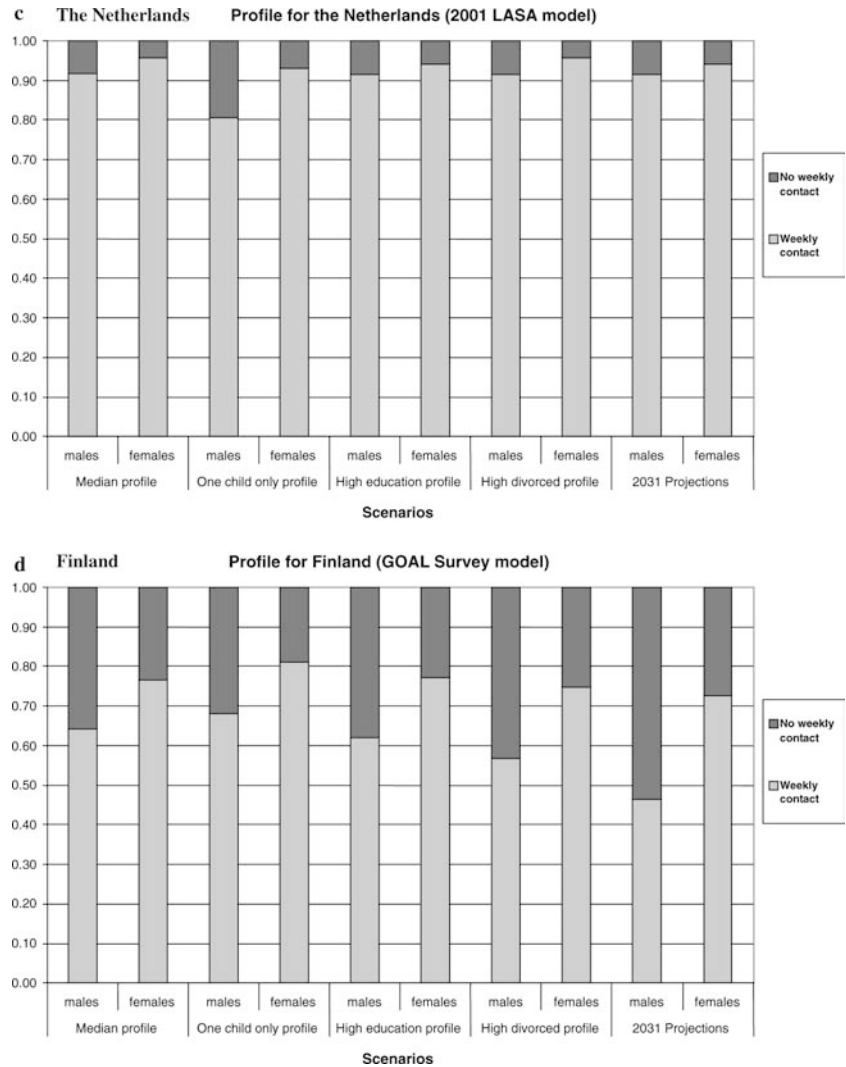 c The Netherlands Profile for the Netherlands (2001 LASA model)
1.00
0.90
0.80
0.70
0.60
0.50
0.40
0.30
0.20
0.10
0.00
No weekly
contact
Weekly
contact
males females males females males females males females males females
Median profile One child only profile High education profile High divorced profile 2031 Projections
Scenarios
d Finland Profile for Finland (GOAL Survey model)
1.00
0.90
0.80
0.70
0.60
0.50
0.40
0.30
0.20
0.10
0.00
No weekly
contact
Weekly
contact
males females males females males females males females males females
Median profile One child only profile High education profile High divorced profile 2031 Projections
Scenarios